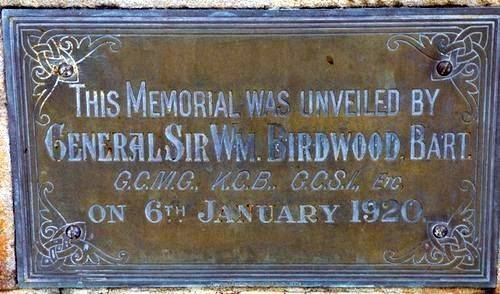 THIS MEMORIAL WAS UNVEILED BY
GENERAL SIR WM. BIRDWOOD. BART.
G.C.M.G., K.C.B., G.C.S.I., ETC.
ON 6TH JANUARY 1920.